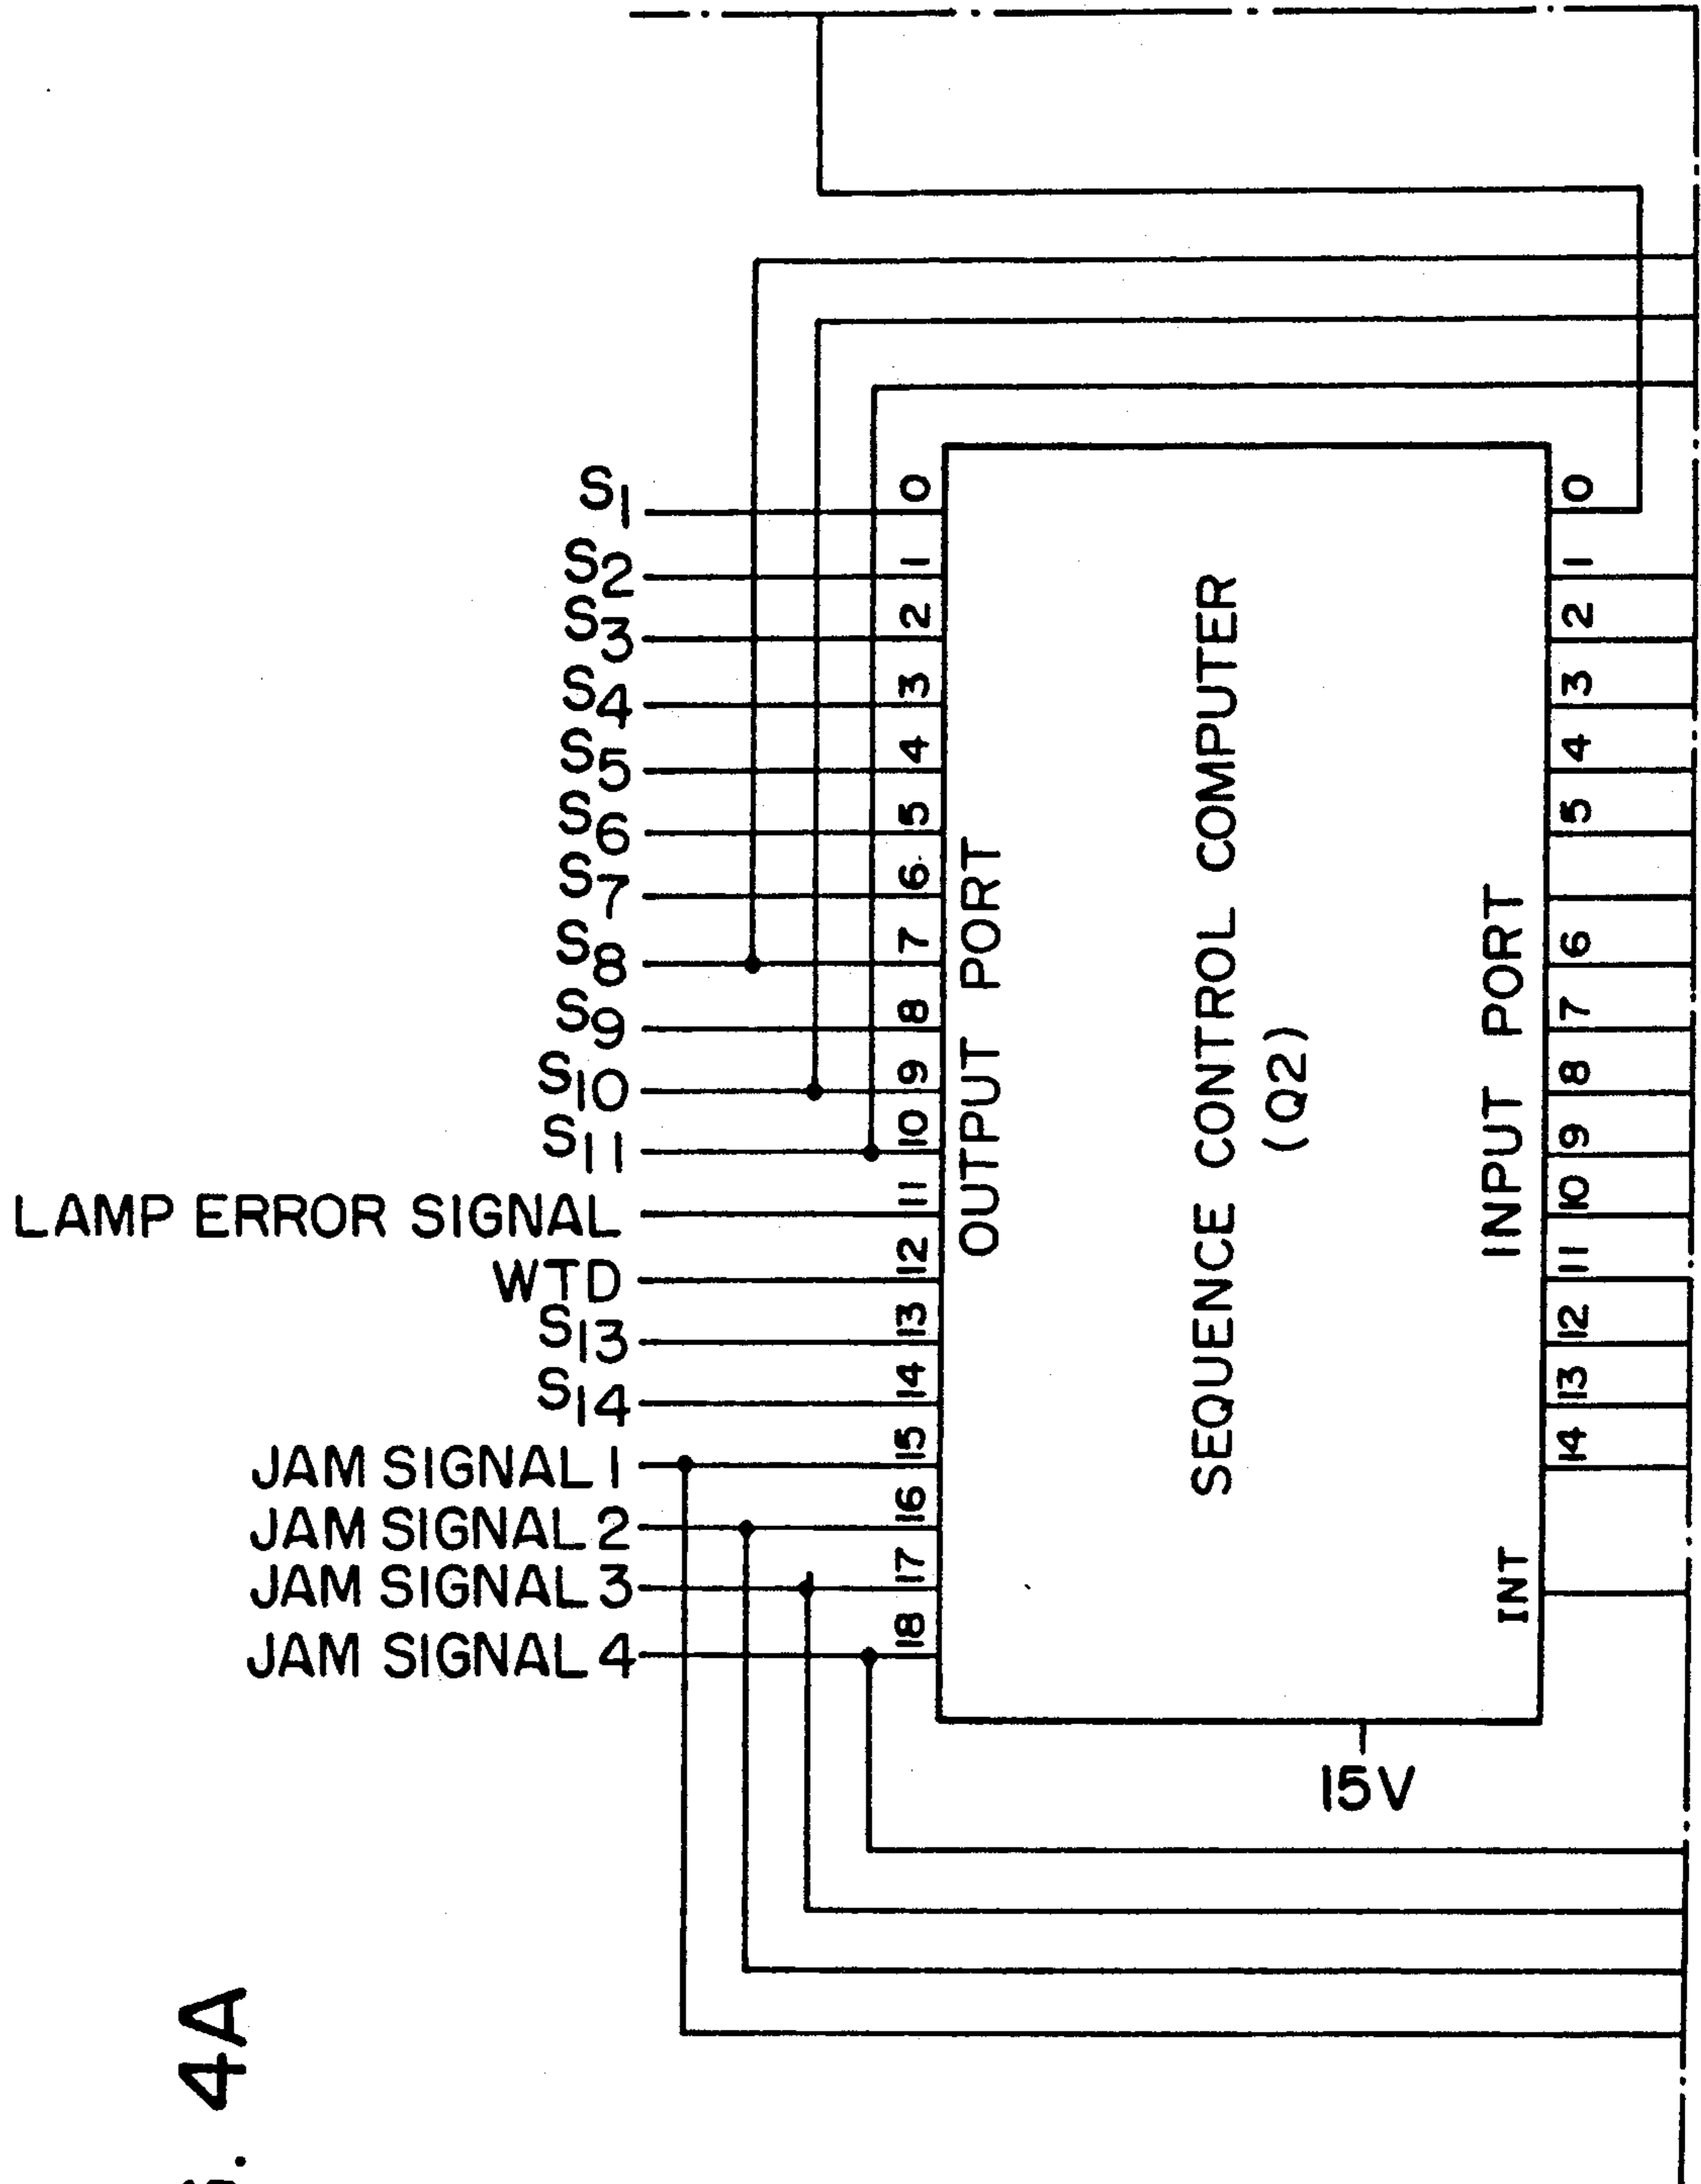 S1
S2
S3
S4
S5
S6
S7
S8
S9
S10
S11
LAMP ERROR SIGNAL
WTD
S13
S14
JAM SIGNAL 1
JAM SIGNAL 2
JAM SIGNAL 3
JAM SIGNAL 4
0
1
2
3
4
5
6
7
8
9
10
11
12
13
14
15
16
17
18
OUTPUT PORT
SEQUENCE CONTROL COMPUTER
(Q2)
INPUT PORT
INT
0
1
2
3
4
5
6
7
8
9
10
11
12
13
14
15V
4A